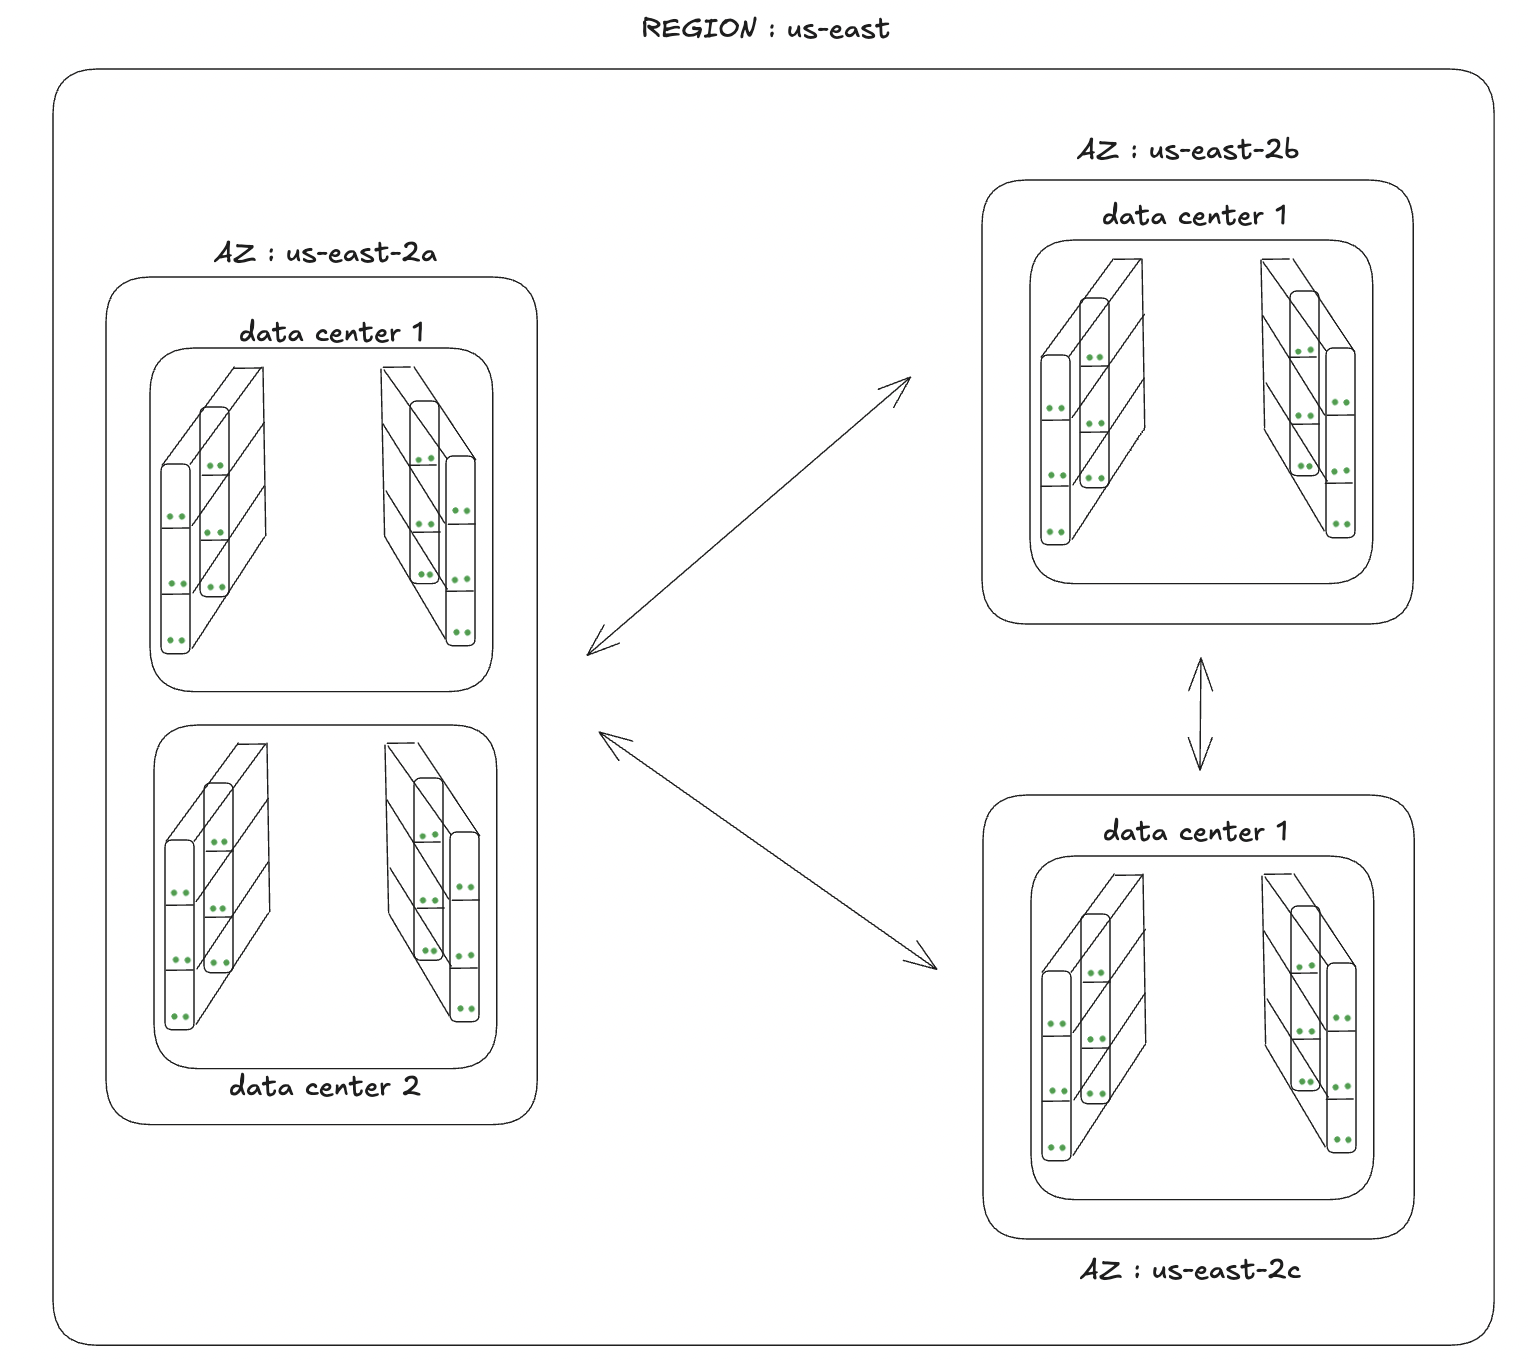 REGION : us-east
AZ : us-east-2a
data center 1
data center 2
AZ : us-east-2b
data center 1
data center 1
AZ : us-east-2c